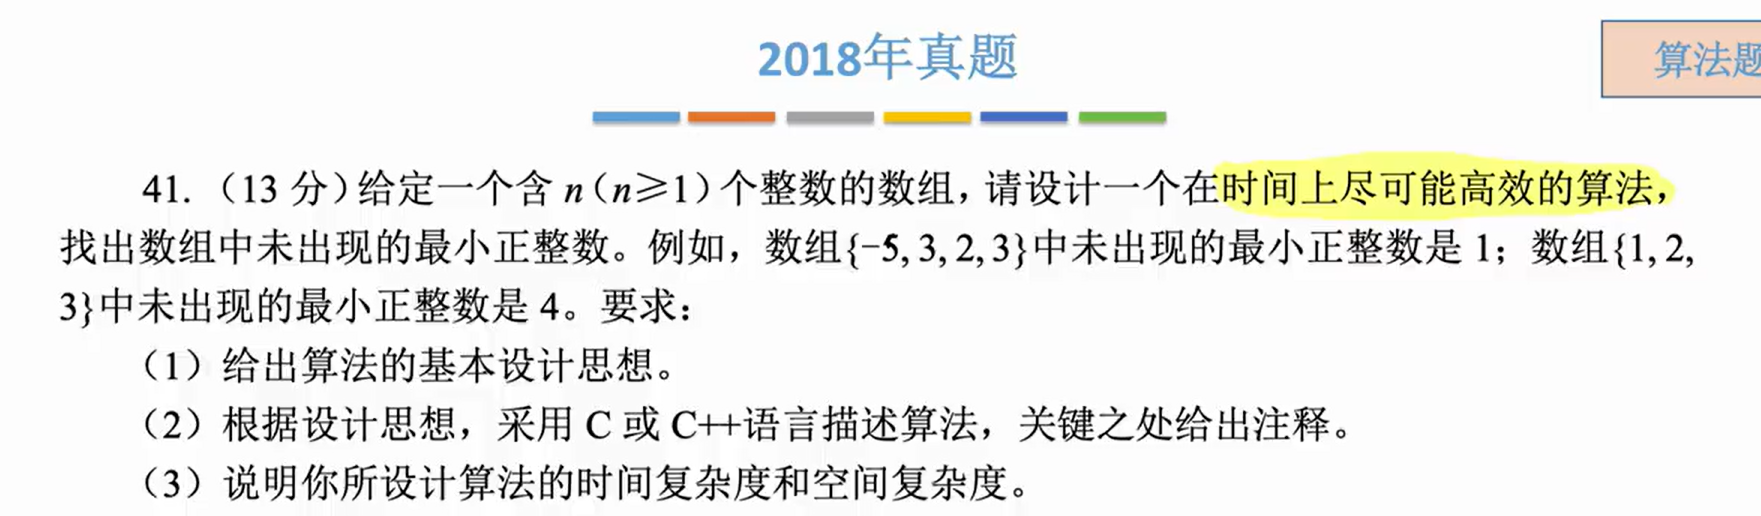 2018年真题
算法题
41.（13 分）给定一个含 n（n≥1）个整数的数组，请设计一个在时间上尽可能高效的算法，
找出数组中未出现的最小正整数。例如，数组{-5, 3, 2, 3}中未出现的最小正整数是 1；数组{1, 2,
3}中未出现的最小正整数是 4。要求：
（1）给出算法的基本设计思想。
（2）根据设计思想，采用 C 或 C++语言描述算法，关键之处给出注释。
（3）说明你所设计算法的时间复杂度和空间复杂度。